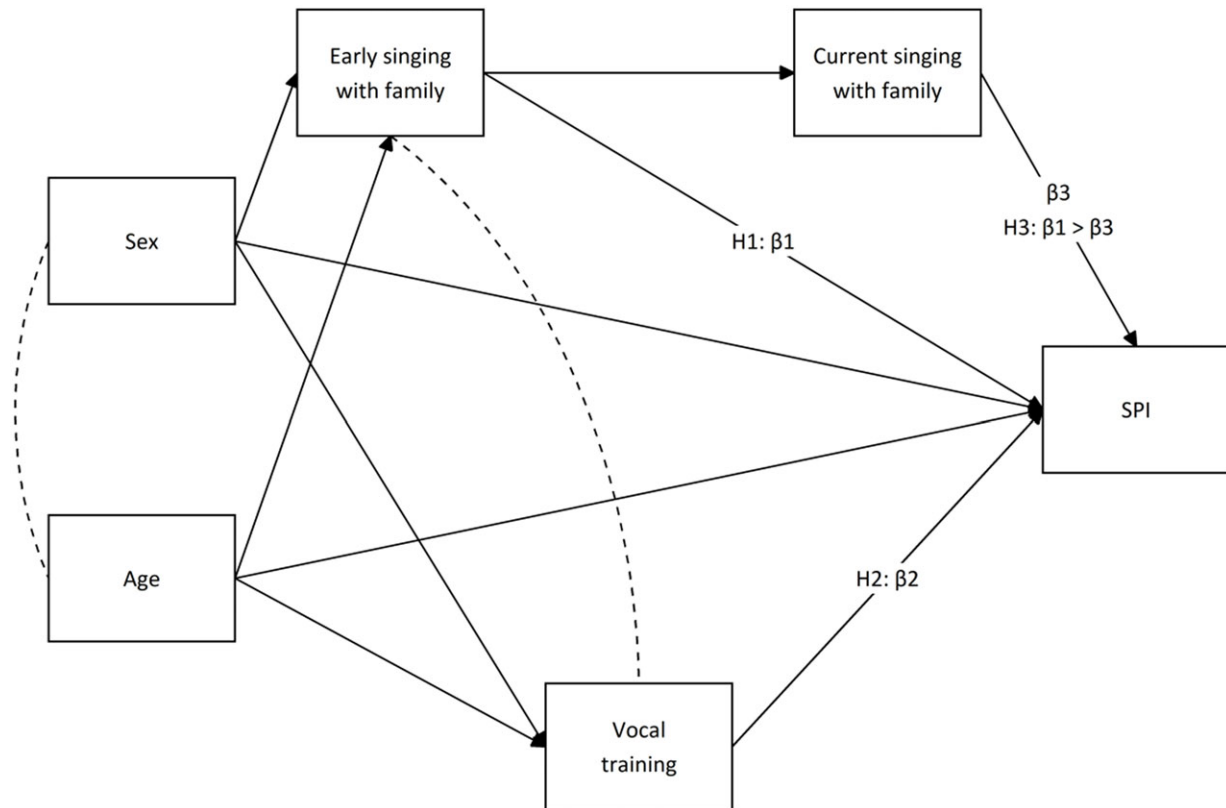 Early singing
with family
Current singing
with family
Sex
β3
H3: β1 > β3
H1: β1
SPI
Age
H2: β2
Vocal
training